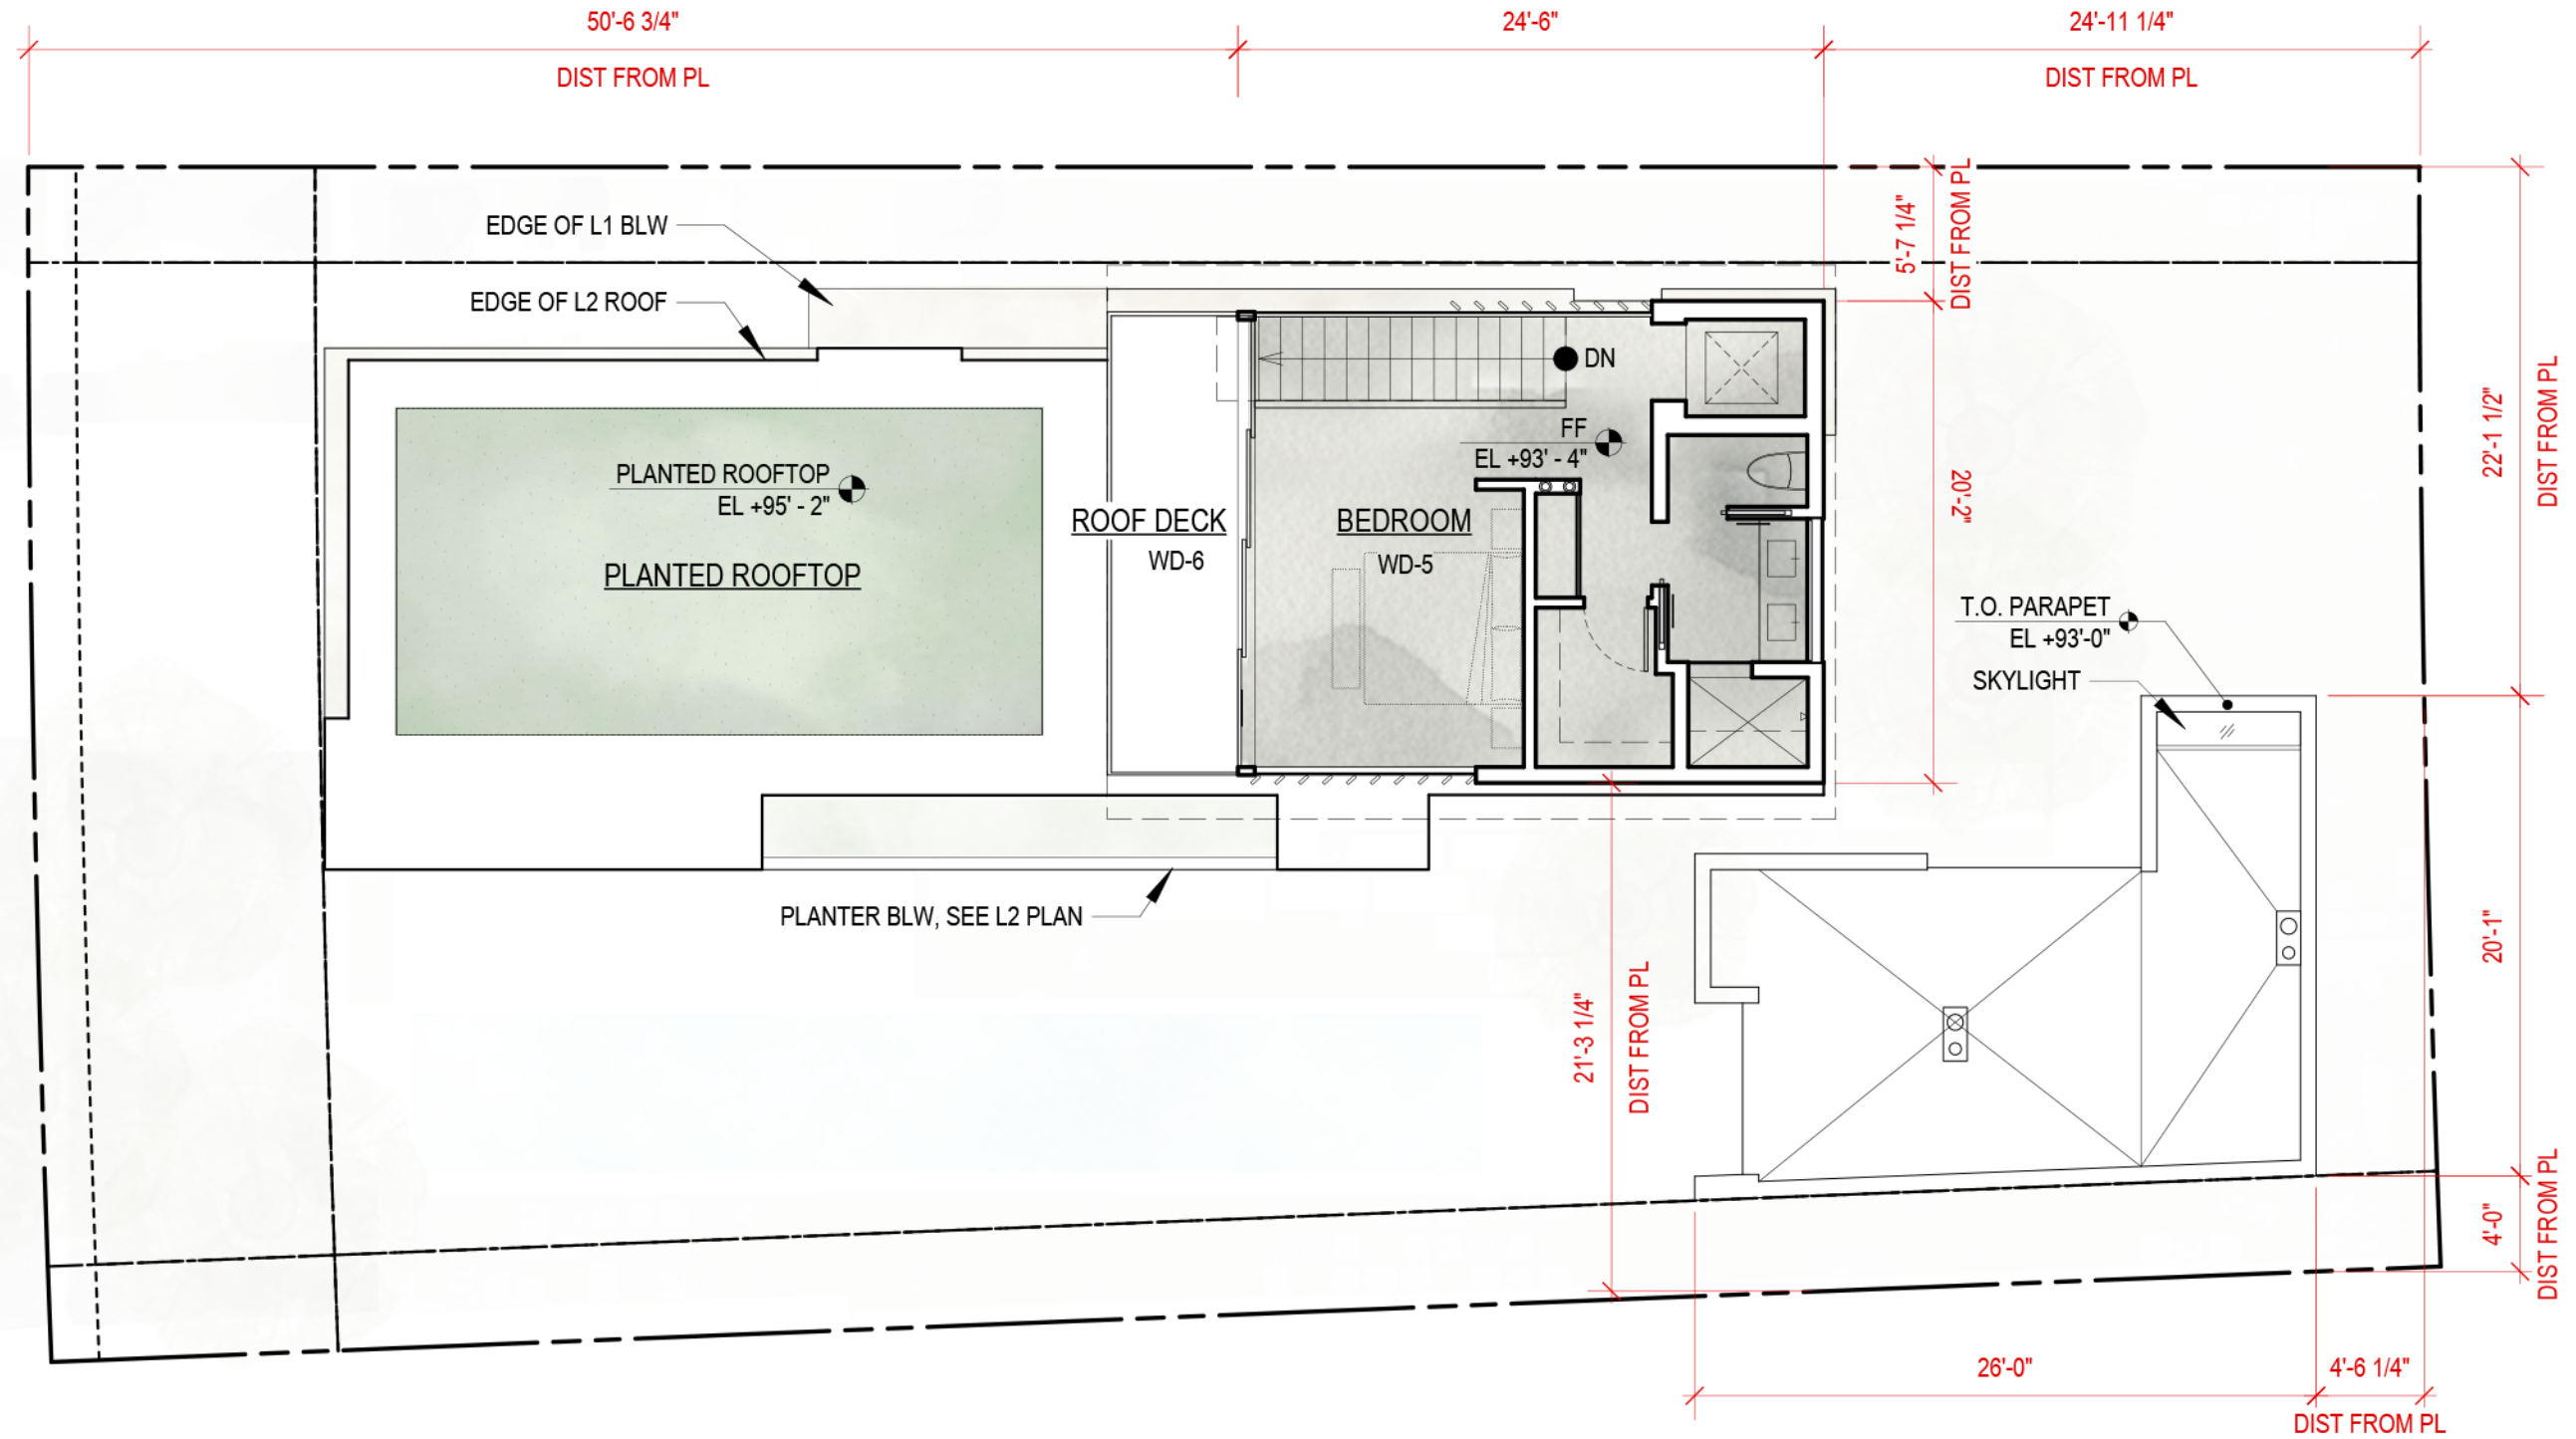 50'-6 3/4"
24'-6"
24'-11 1/4"
DIST FROM PL
DIST FROM PL
5'-7 1/4"
DIST FROM PL
EDGE OF L1 BLW
EDGE OF L2 ROOF
DN
22'-1 1/2"
DIST FROM PL
FF
EL +93' - 4"
PLANTED ROOFTOP
EL +95' - 2"
PLANTED ROOFTOP
ROOF DECK
WD-6
BEDROOM
WD-5
20'-2"
T.O. PARAPET
EL +93'-0"
SKYLIGHT
PLANTER BLW, SEE L2 PLAN
20'-1"
21'-3 1/4"
DIST FROM PL
4'-0"
DIST FROM PL
26'-0"
4'-6 1/4"
DIST FROM PL